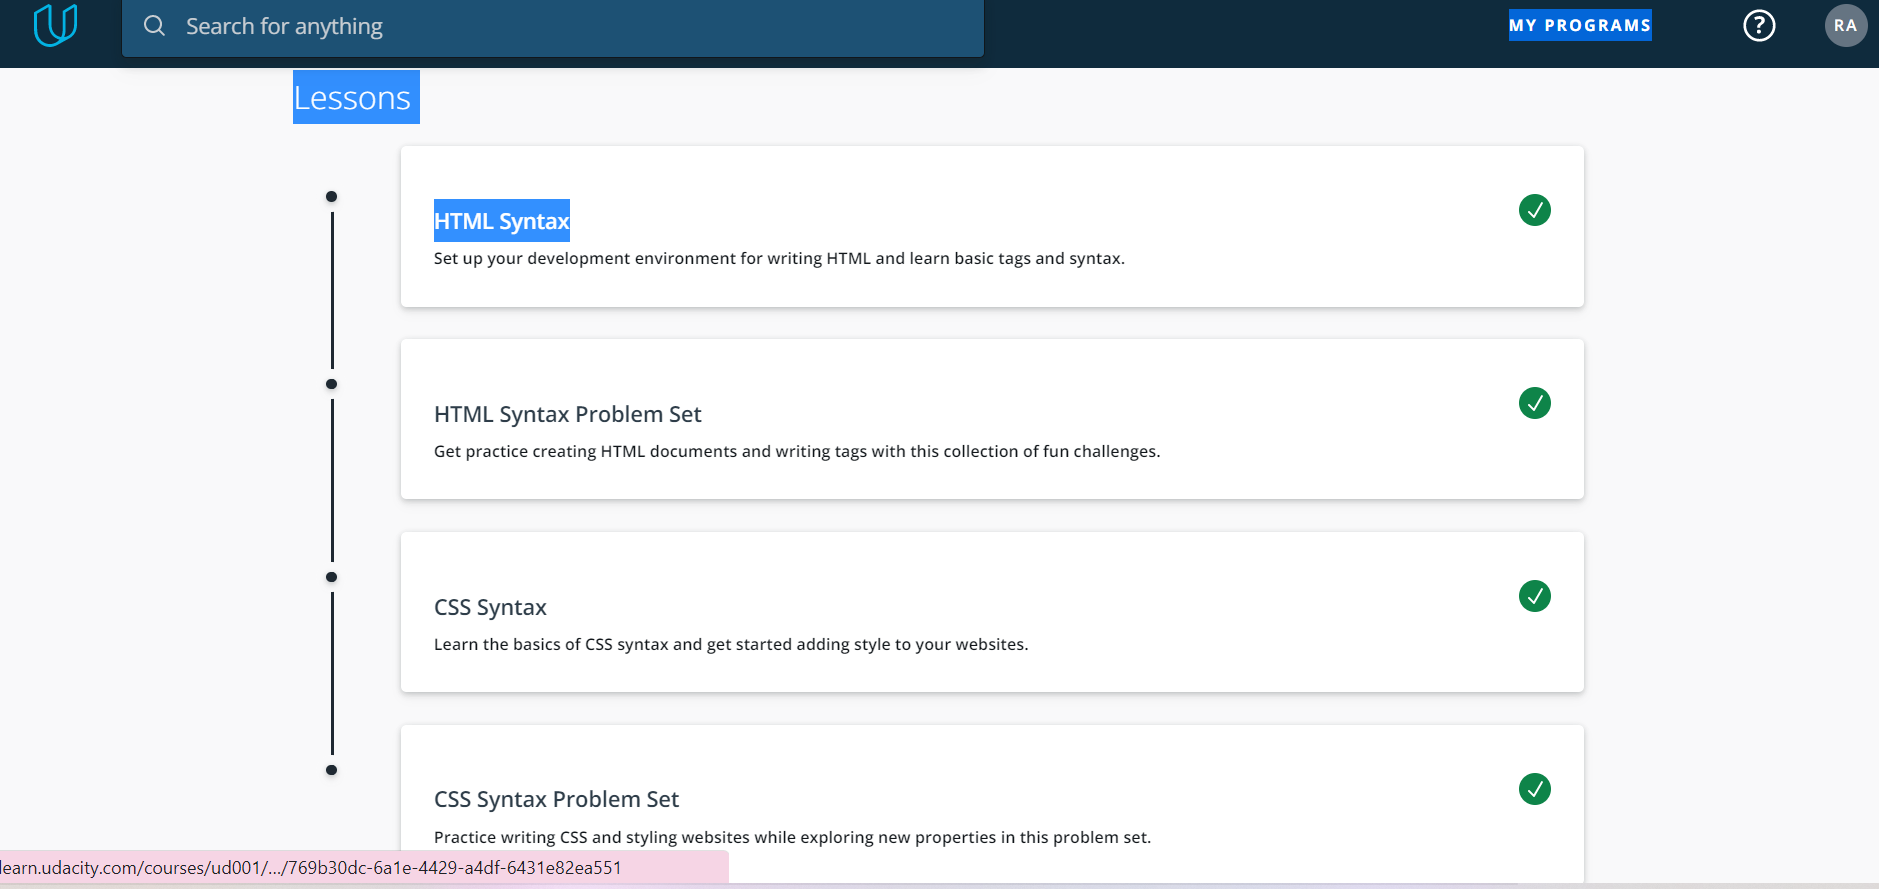 Search for anything
MY PROGRAMS
RA
Lessons
HTML Syntax
Set up your development environment for writing HTML and learn basic tags and syntax.
HTML Syntax Problem Set
Get practice creating HTML documents and writing tags with this collection of fun challenges.
CSS Syntax
Learn the basics of CSS syntax and get started adding style to your websites.
CSS Syntax Problem Set
Practice writing CSS and styling websites while exploring new properties in this problem set.
learn.udacity.com/courses/ud001/.../769b30dc-6a1e-4429-a4df-6431e82ea551